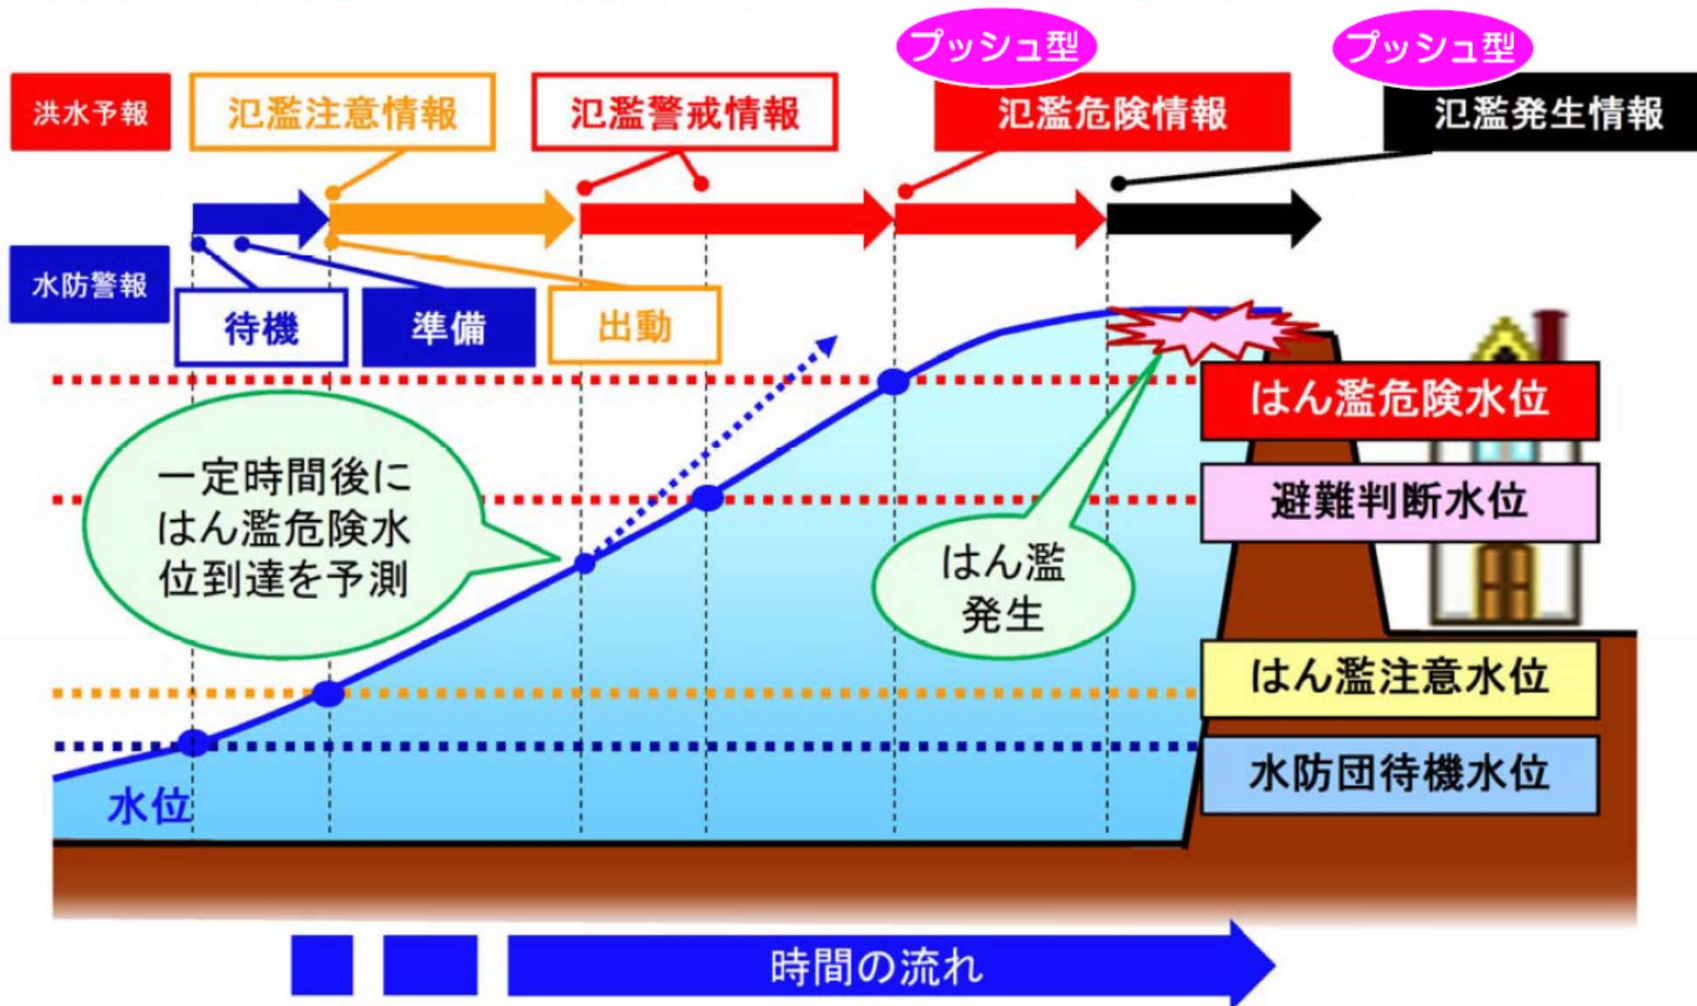 プッシュ型
プッシュ型
洪水予報
氾濫注意情報
氾濫警戒情報
氾濫危険情報
氾濫発生情報
水防警報
待機
準備
出動
はん濫危険水位
一定時間後に
はん濫危険水
位到達を予測
避難判断水位
はん濫
発生
はん濫注意水位
水防団待機水位
水位
時間の流れ